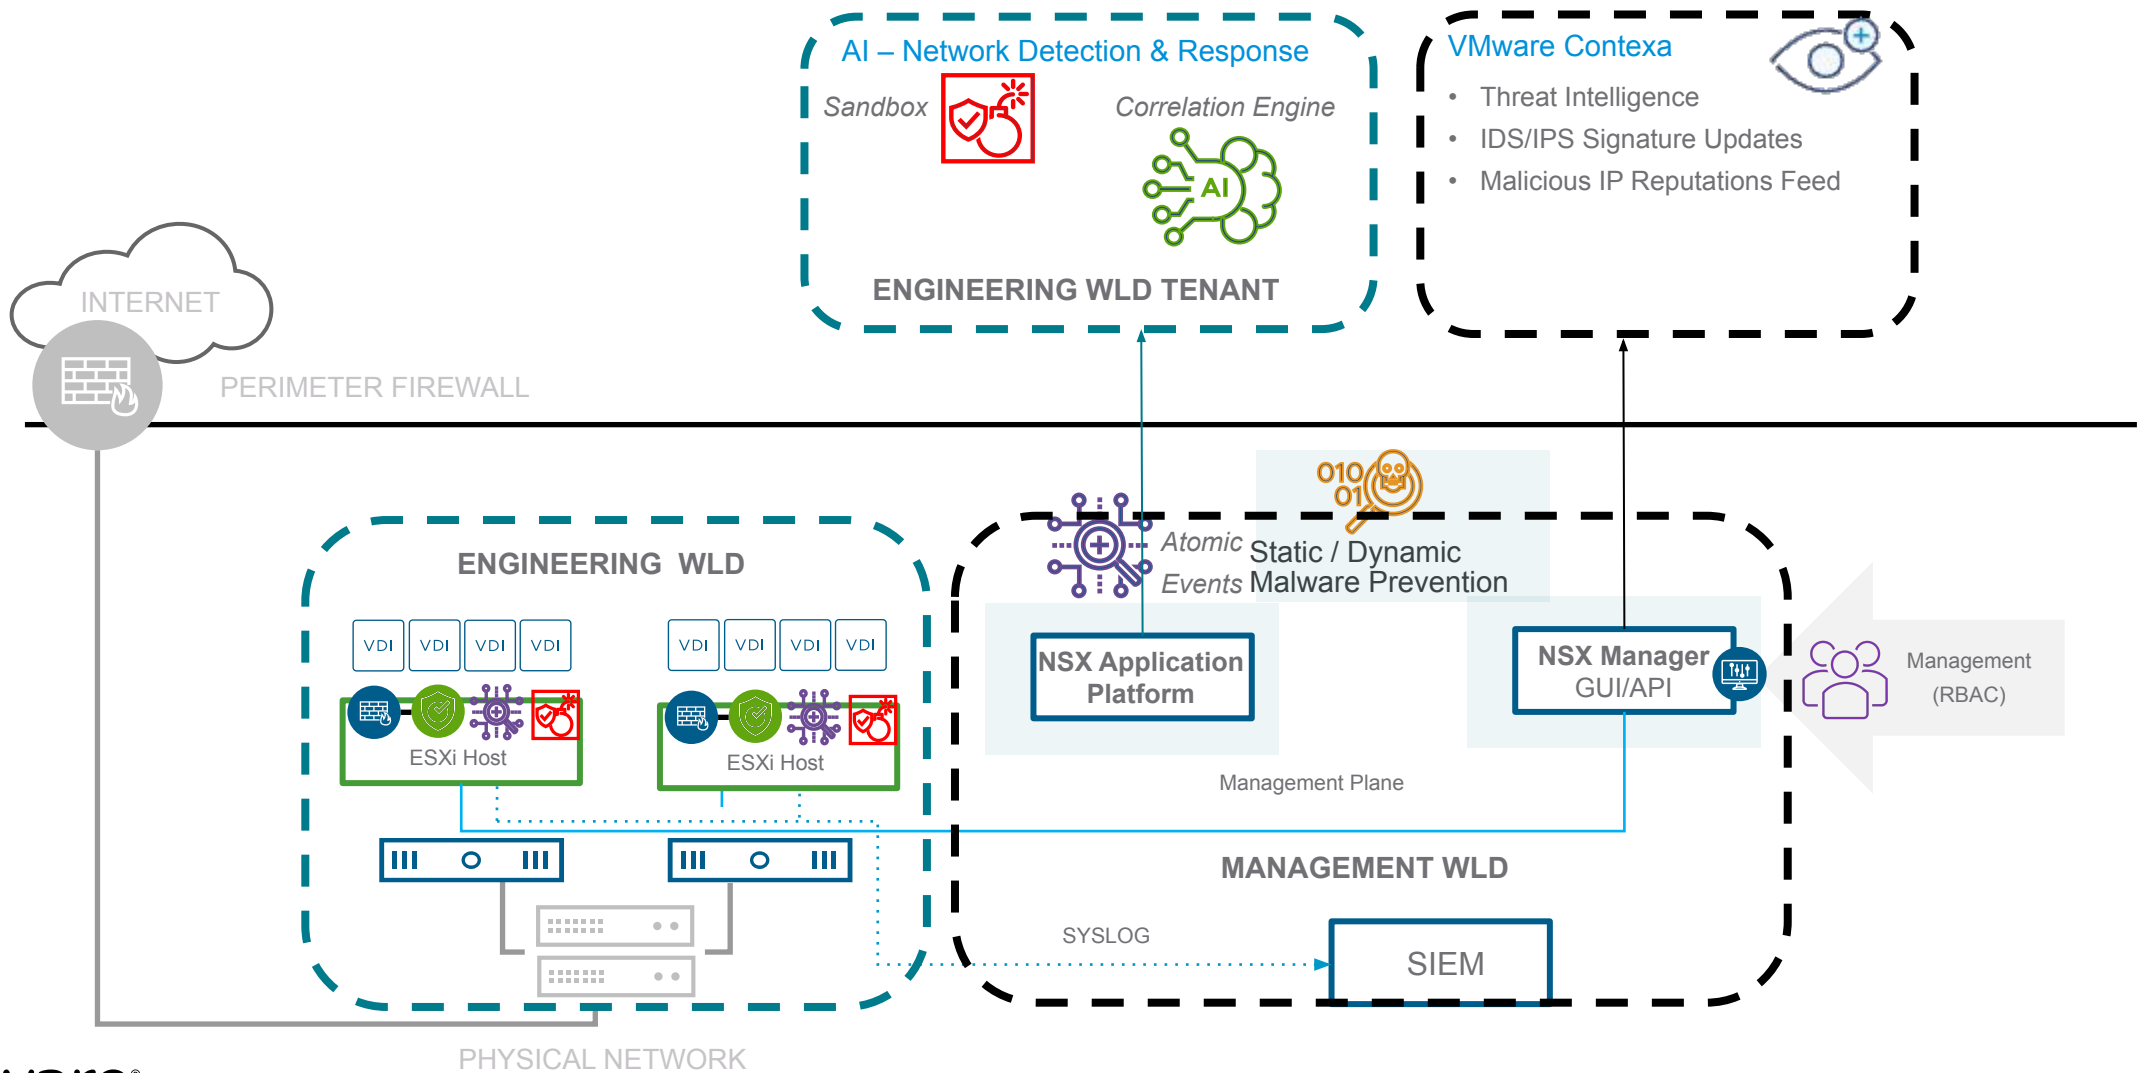 AI – Network Detection & Response
Sandbox
Correlation Engine
AI
ENGINEERING WLD TENANT
VMware Contexa
• Threat Intelligence
• IDS/IPS Signature Updates
• Malicious IP Reputations Feed
INTERNET
PERIMETER FIREWALL
ENGINEERING WLD
VDI VDI VDI VDI
VDI VDI VDI VDI
ESXi Host
ESXi Host
010
01
Atomic
Events
Static / Dynamic
Malware Prevention
NSX Application
Platform
NSX Manager
GUI/API
Management
(RBAC)
Management Plane
MANAGEMENT WLD
SYSLOG
SIEM
PHYSICAL NETWORK